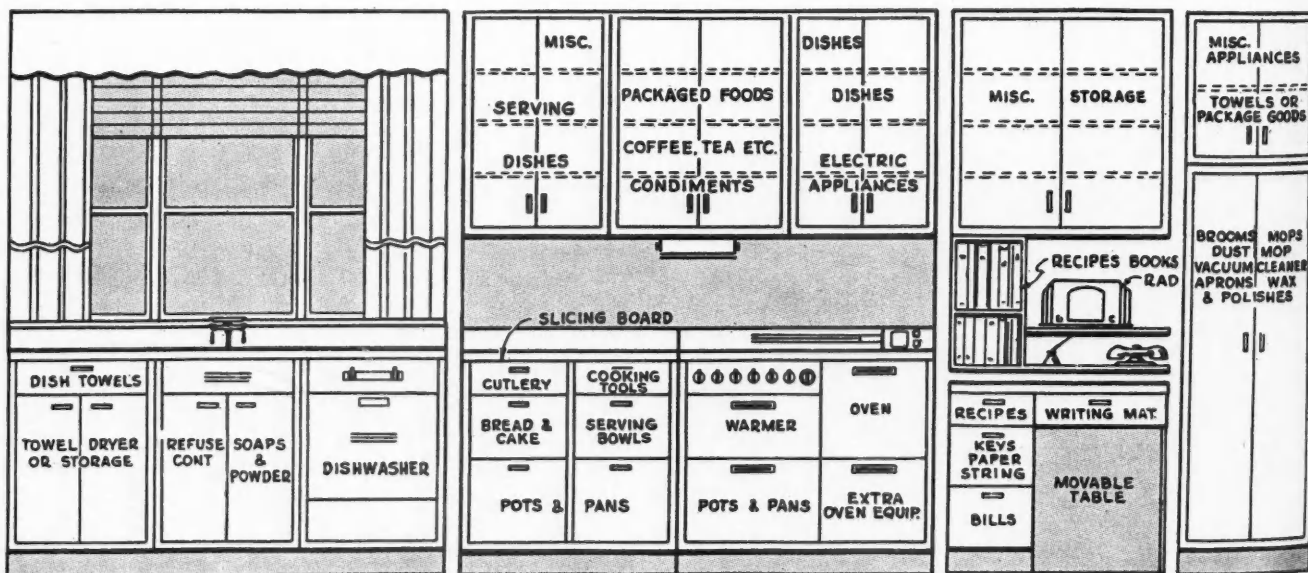 DISH TOWELS
TOWEL DRYER
OR STORAGE
REFUSE
CONT
SOAPS
&
POWDER
DISHWASHER
MISC.
SERVING
DISHES
PACKAGED FOODS
COFFEE, TEA ETC.
CONDIMENTS
DISHES
DISHES
ELECTRIC
APPLIANCES
SLICING BOARD
CUTLERY
COOKING
TOOLS
BREAD &
CAKE
SERVING
BOWLS
POTS & PANS
WARMER
OVEN
POTS & PANS
EXTRA
OVEN EQUIP.
MISC. STORAGE
RECIPES BOOKS
RAD
RECIPES
WRITING MAT.
KEYS
PAPER
STRING
BILLS
MOVABLE
TABLE
MISC.
APPLIANCES
TOWELS OR
PACKAGE GOODS
BROOMS MOPS
DUST MOP
VACUUM CLEANER
APRONS WAX
& POLISHES